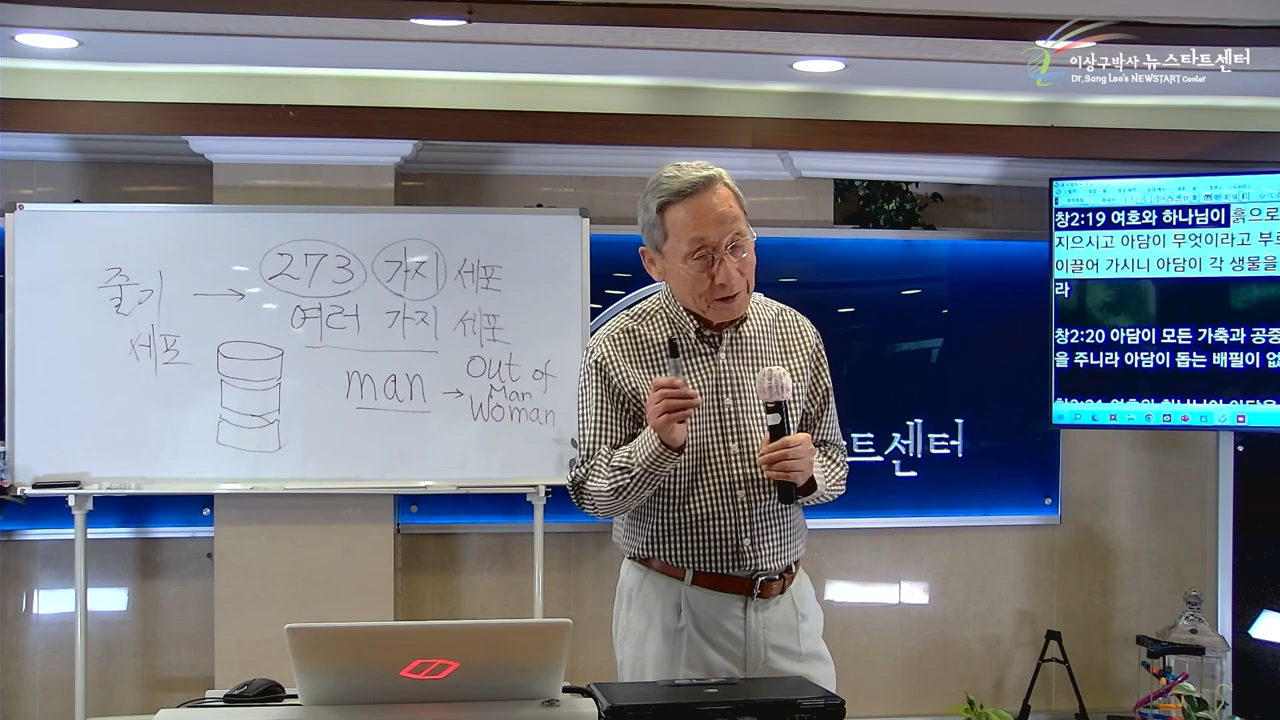 이상구박사 뉴스타트센터
Dr. Sang Lee's NEWSTART Center
줄기 → 273 가지 세포
세포
여러 가지 세포
man → Out of
Man
Woman
트센터
창2:19 여호와 하나님이 흙으로
지으시고 아담이 무엇이라고 부르
이끌어 가시니 아담이 각 생물을
라
창2:20 아담이 모든 가축과 공중
을 주니라 아담이 돕는 배필이 없